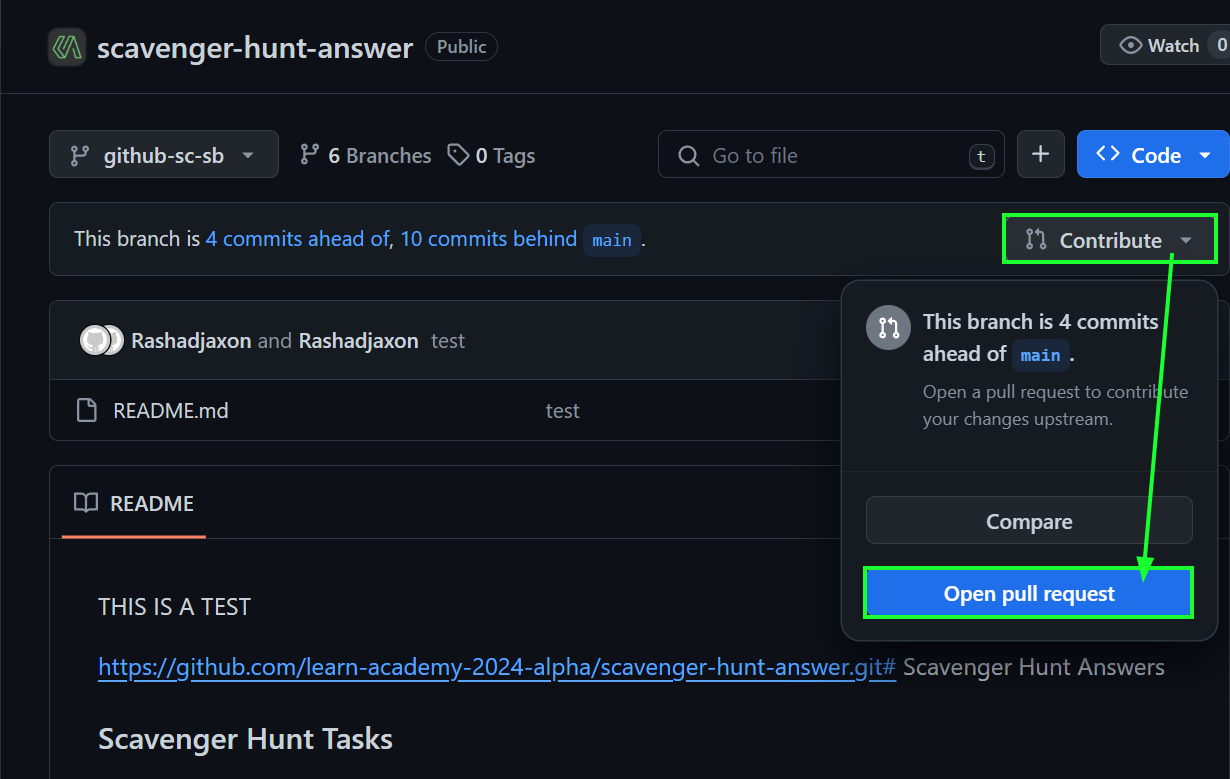 scavenger-hunt-answer Public Watch 0
github-sc-sb 6 Branches 0 Tags Go to file t + Code
This branch is 4 commits ahead of, 10 commits behind main . Contribute
This branch is 4 commits
ahead of main .
Open a pull request to contribute
your changes upstream.
Compare
Open pull request
Rashadjaxon and Rashadjaxon test
README.md test
README
THIS IS A TEST
https://github.com/learn-academy-2024-alpha/scavenger-hunt-answer.git# Scavenger Hunt Answers
Scavenger Hunt Tasks